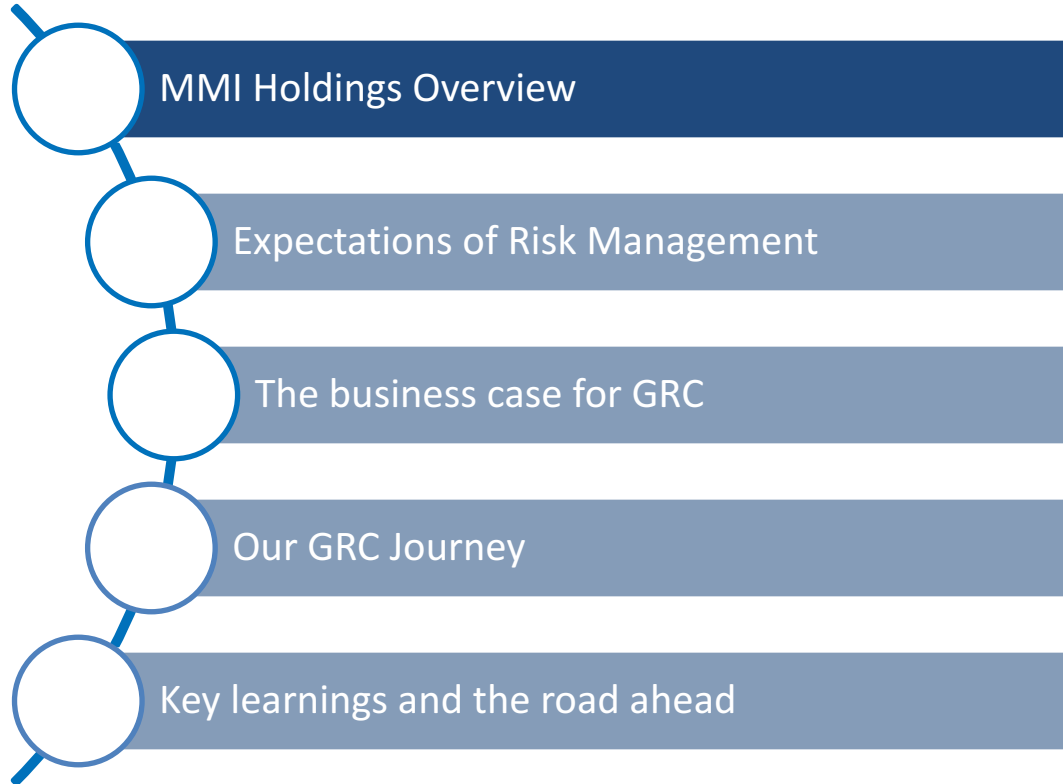 MMI Holdings Overview
Expectations of Risk Management
The business case for GRC
Our GRC Journey
Key learnings and the road ahead